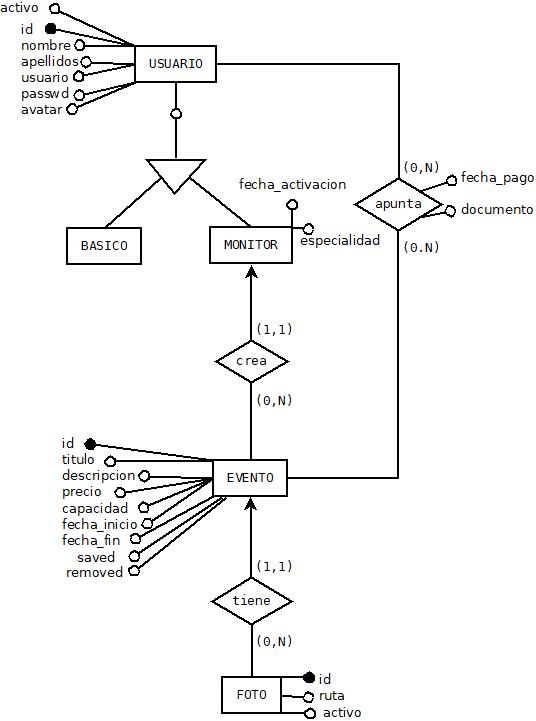 activo
id
nombre
apellidos
usuario
passwd
avatar
USUARIO
(0,N)
fecha_pago
apunta
documento
(0.N)
fecha_activacion
BASICO
MONITOR
especialidad
(1,1)
crea
(0,N)
id
titulo
descripcion
precio
capacidad
fecha_inicio
fecha_fin
saved
removed
EVENTO
(1,1)
tiene
(0,N)
FOTO
id
ruta
activo